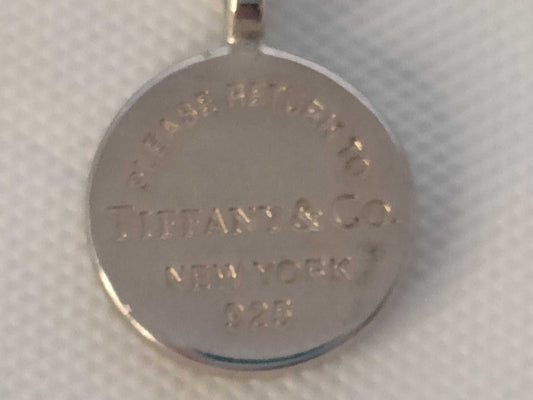 PLEASE RETURN TO
TIFFANY & CO.
NEW YORK
925